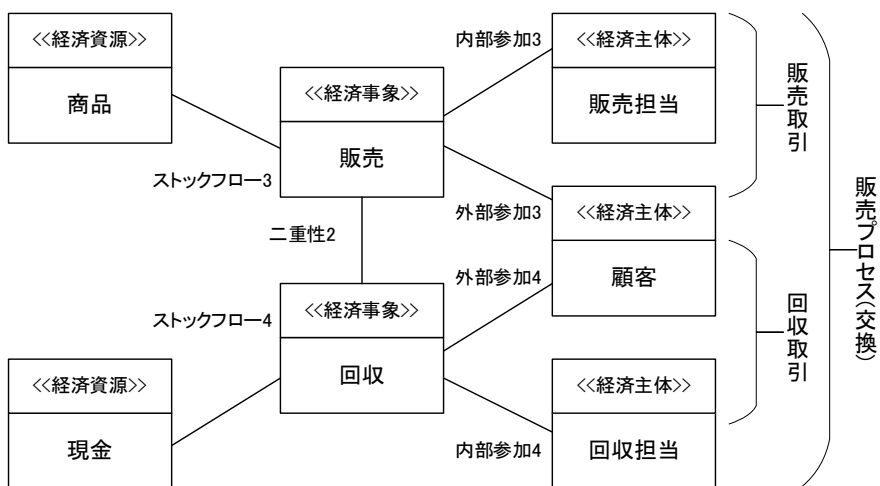 <<経済資源>>
商品
<<経済事象>>
販売
ストックフロー3
内部参加3
<<経済主体>>
販売担当
外部参加3
<<経済主体>>
顧客
二重性2
外部参加4
ストックフロー4
<<経済事象>>
回収
<<経済資源>>
現金
内部参加4
<<経済主体>>
回収担当
販売取引
回収取引
販売プロセス(交換)